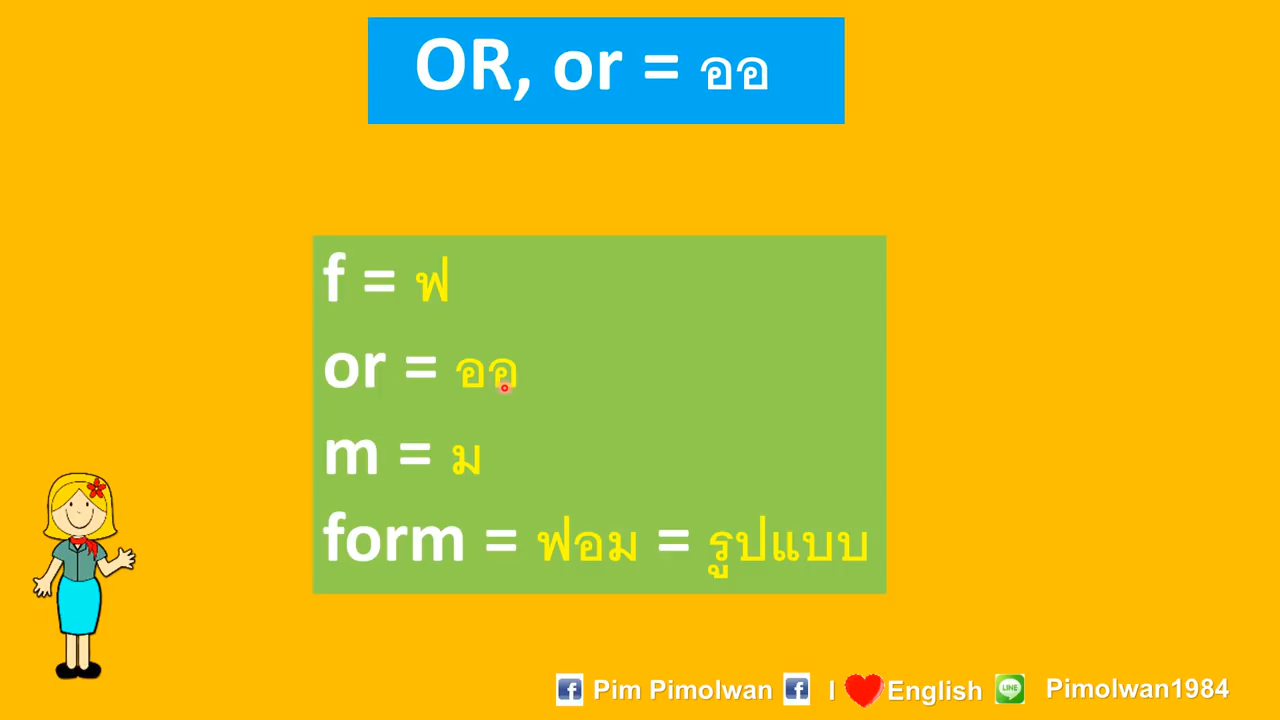 OR, or = ออ
f = ฟ
or = ออ
m = ม
form = ฟอม = รูปแบบ
Pim Pimolwan I English LINE Pimolwan1984